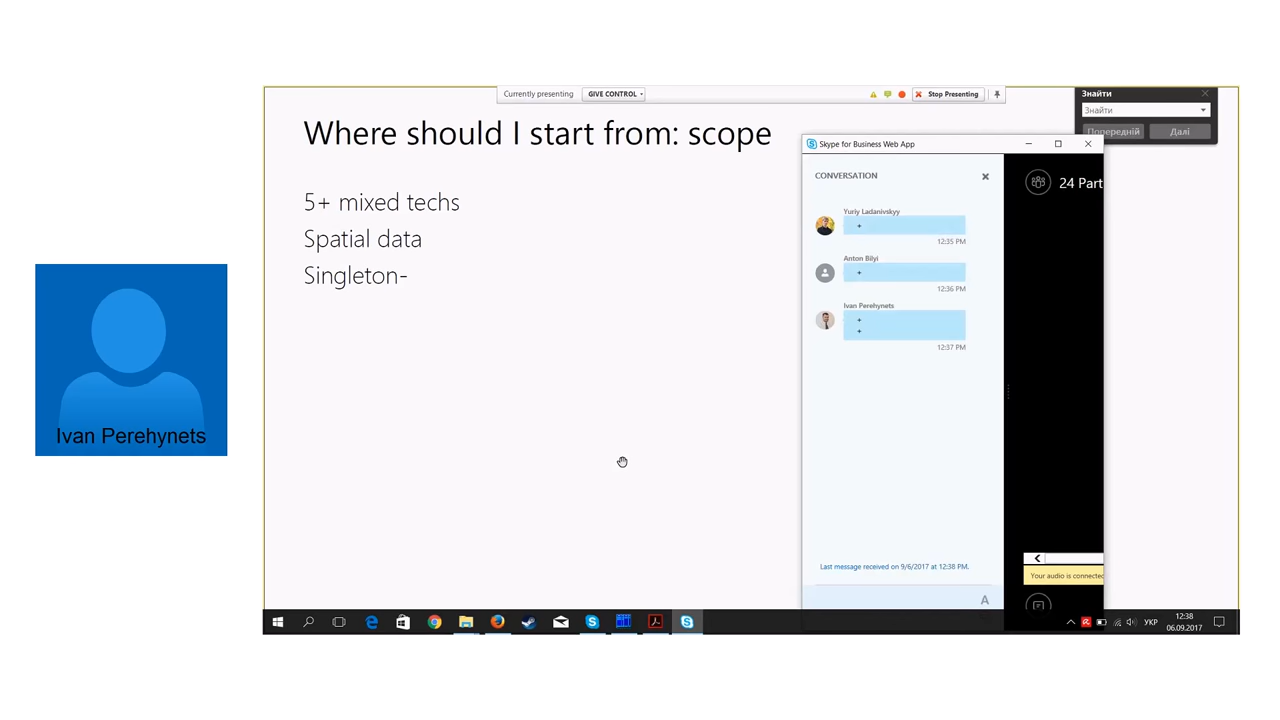 Currently presenting
GIVE CONTROL
Stop Presenting
Знайти
Знайти
Попередній
Далі
Where should I start from: scope
5+ mixed techs
Spatial data
Singleton-
Skype for Business Web App
CONVERSATION
24 Part
Yuriy Ladanivskyy
+
12:35 PM
Anton Bilyi
+
12:36 PM
Ivan Perehynets
+
+
12:37 PM
Last message received on 9/6/2017 at 12:38 PM.
Your audio is connected
A
Ivan Perehynets
УКР
12:38
06.09.2017